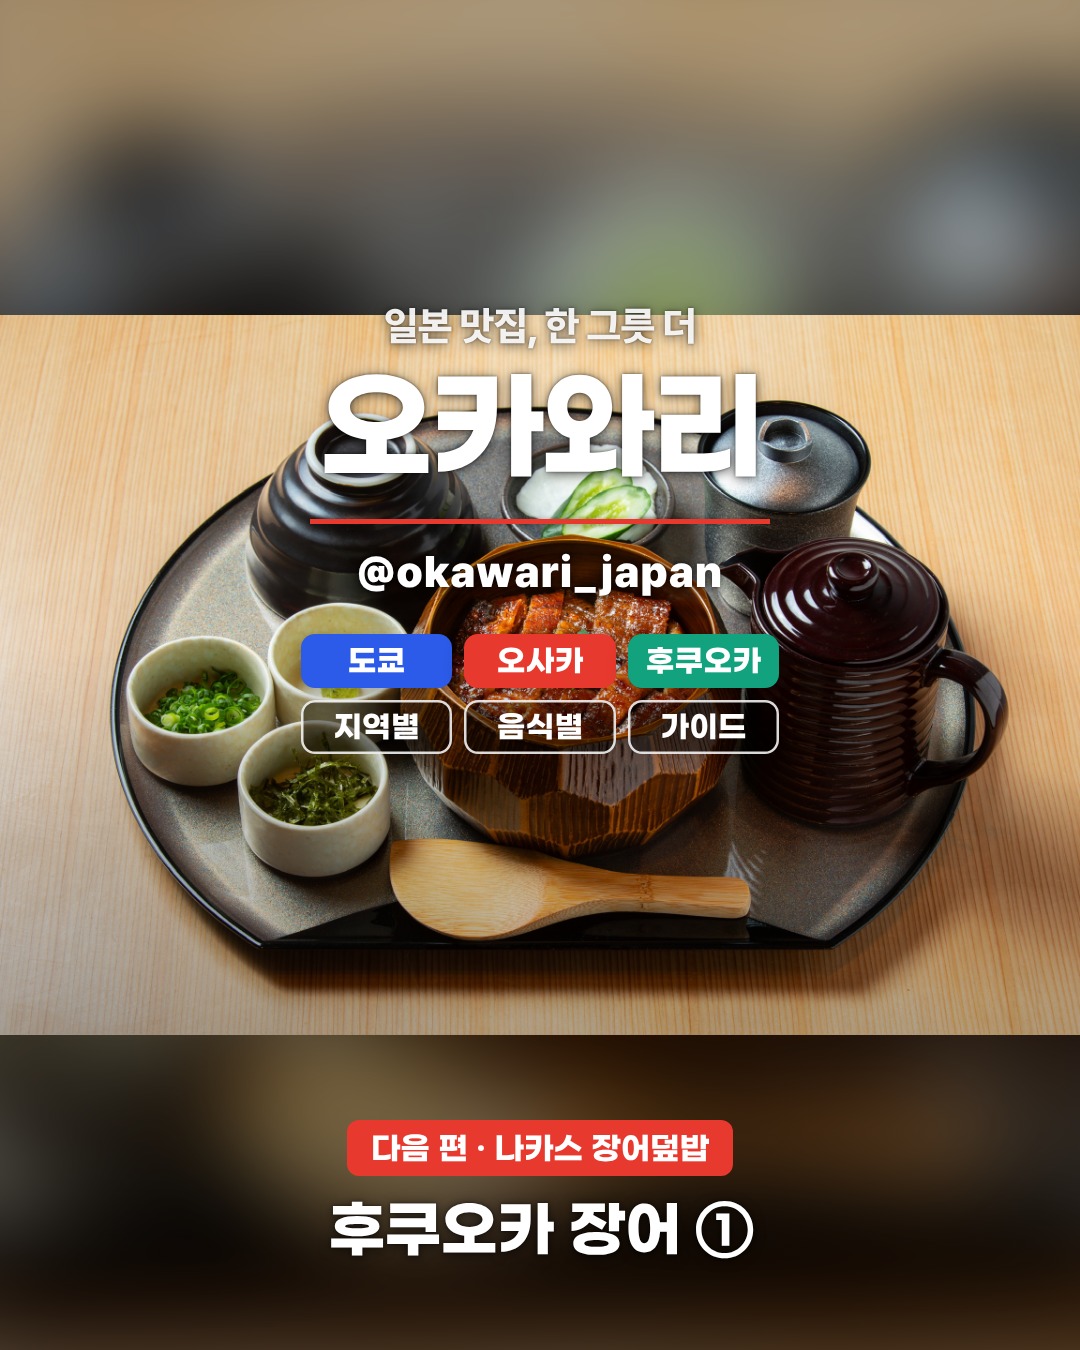 일본 맛집, 한 그릇 더
오카와리
@okawari_japan
도쿄 오사카 후쿠오카
지역별 음식별 가이드
다음 편 · 나카스 장어덮밥
후쿠오카 장어 ①